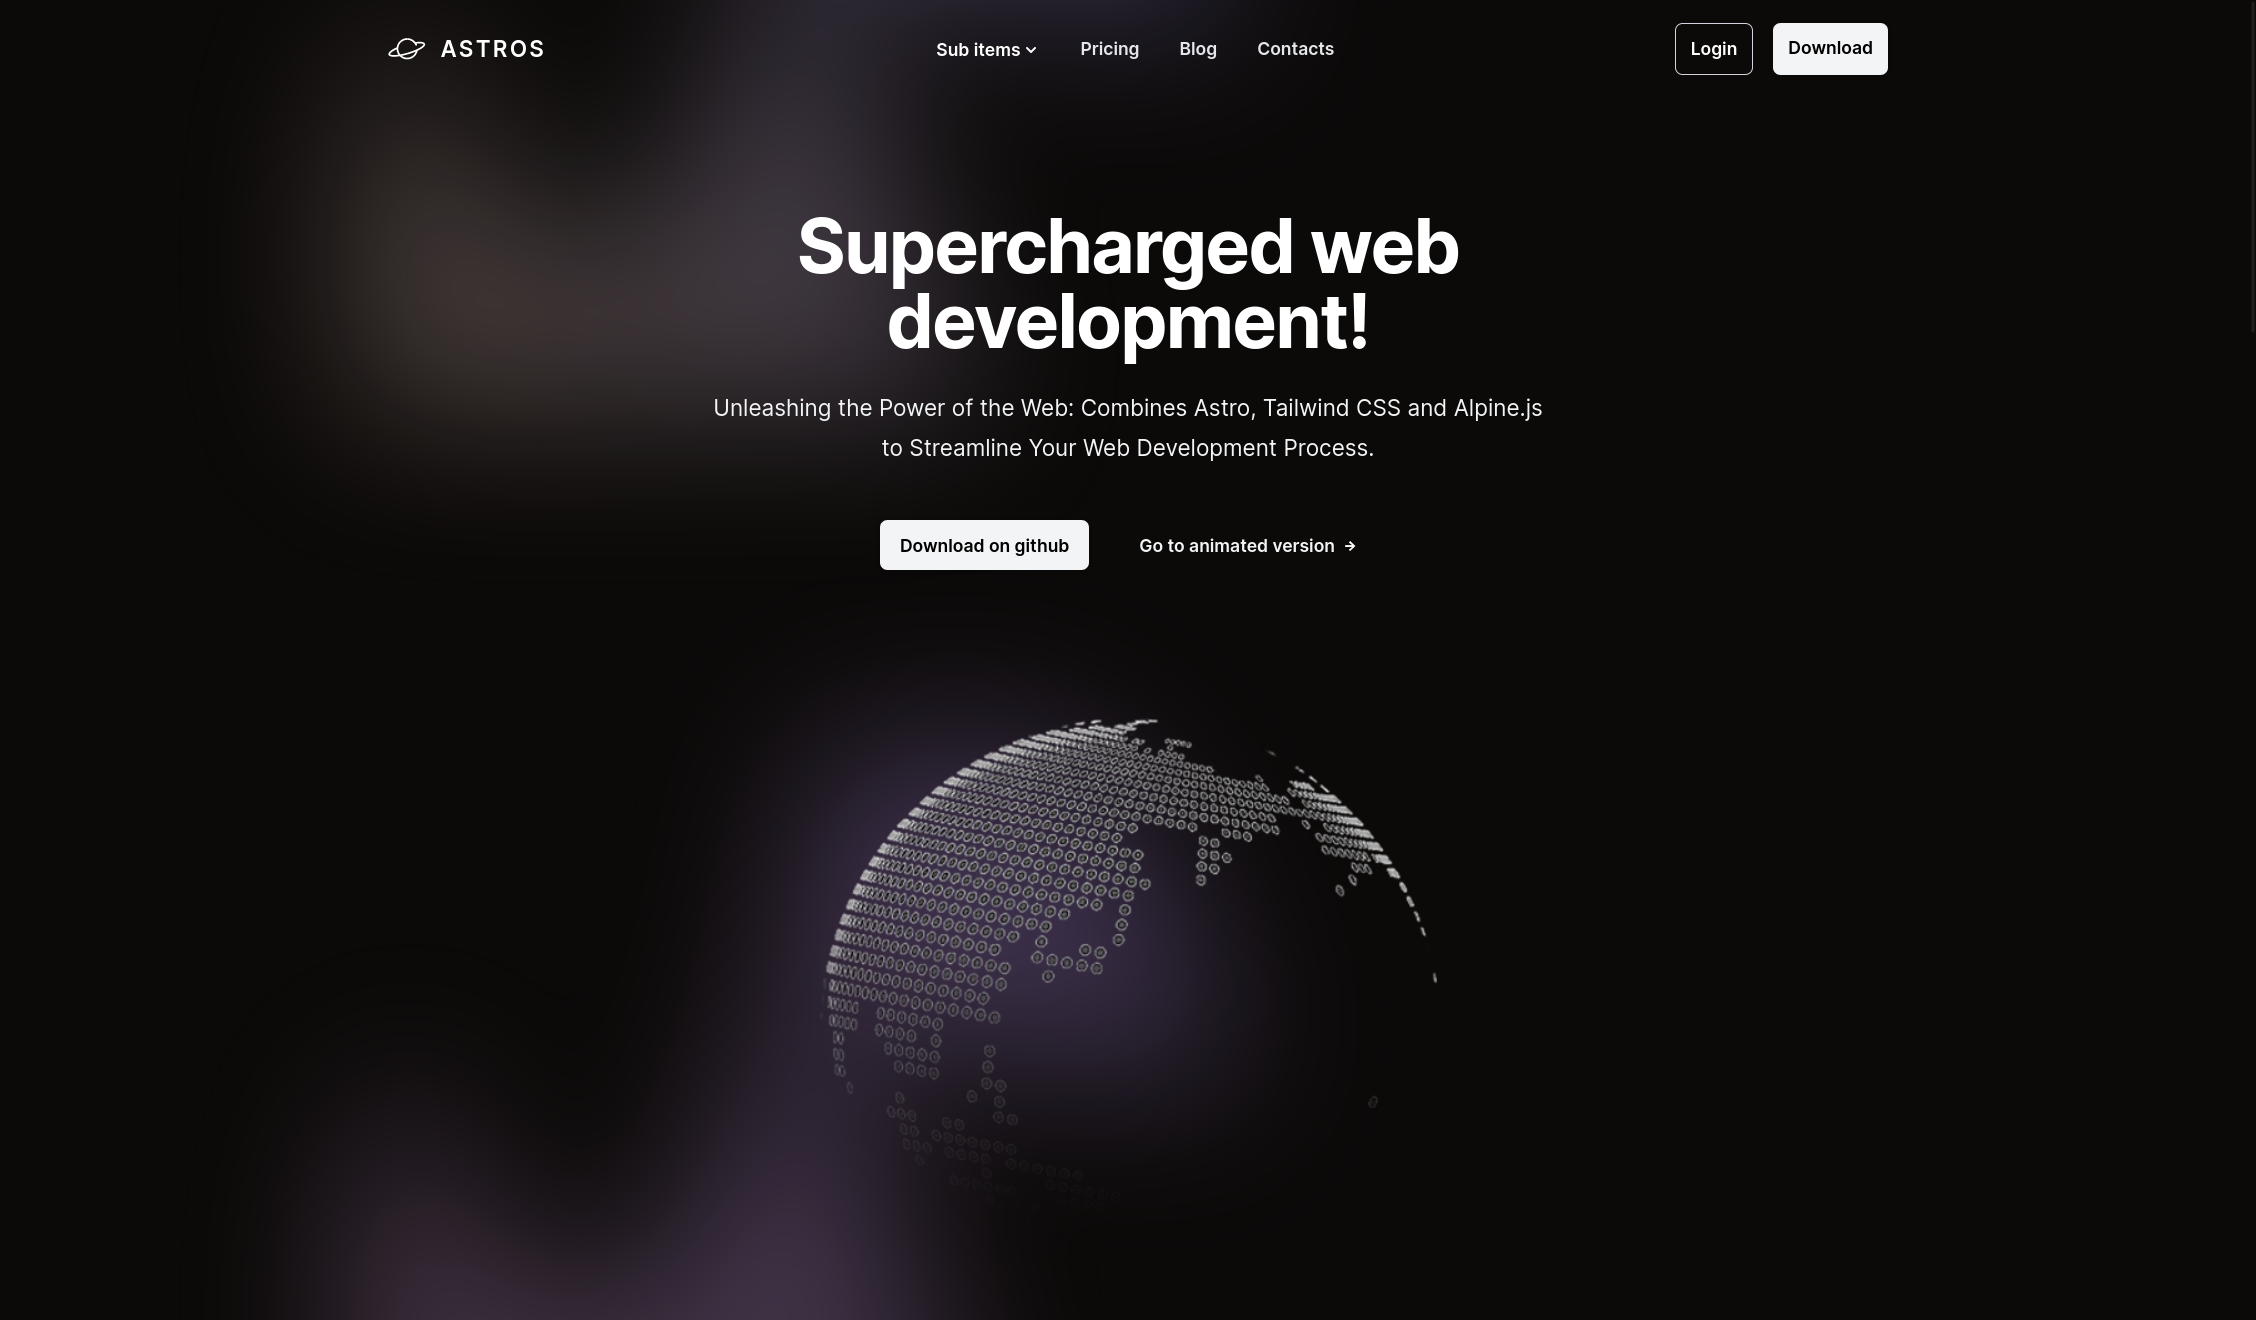 ASTROS
Sub items
Pricing
Blog
Contacts
Login
Download
Supercharged web
development!
Unleashing the Power of the Web: Combines Astro, Tailwind CSS and Alpine.js
to Streamline Your Web Development Process.
Download on github
Go to animated version →